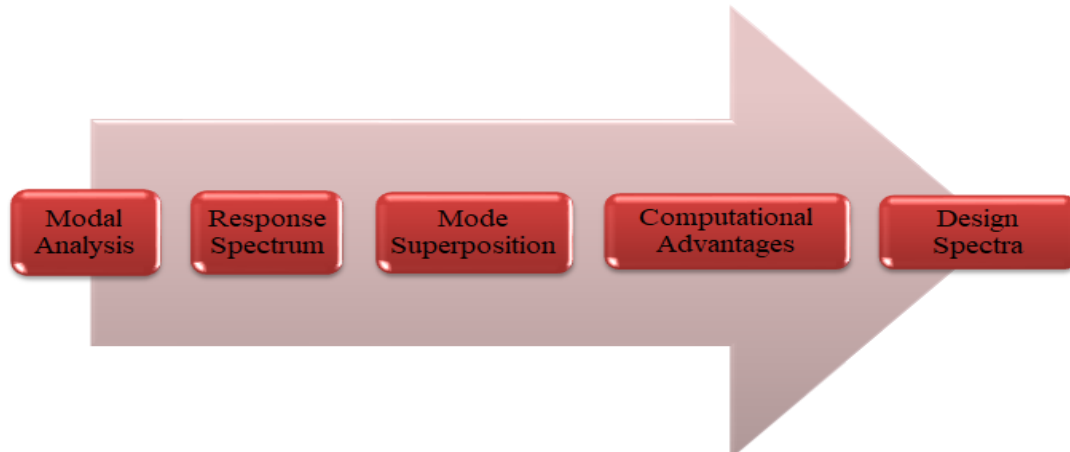 Modal
Analysis
Response
Spectrum
Mode
Superposition
Computational
Advantages
Design
Spectra